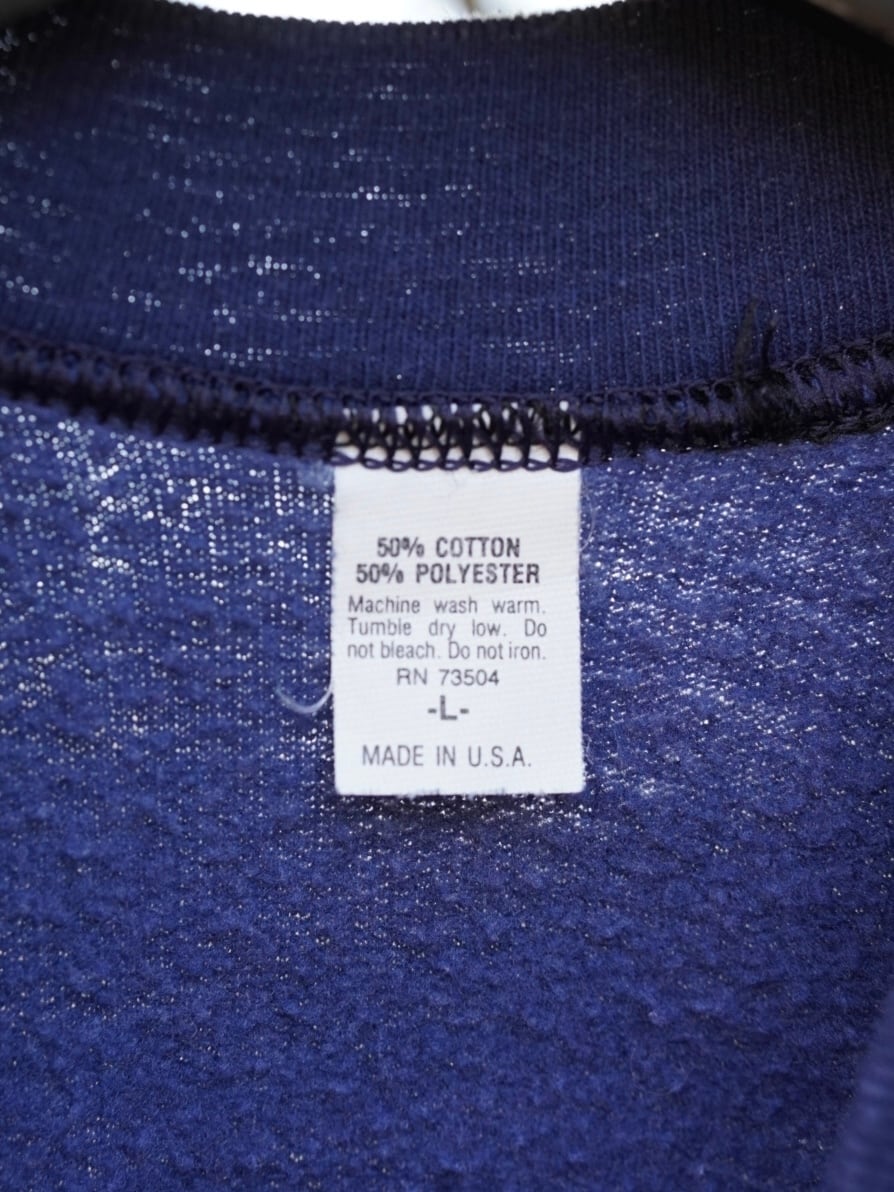 50% COTTON
50% POLYESTER
Machine wash warm.
Tumble dry low. Do
not bleach. Do not iron.
RN 73504
-L-
MADE IN U.S.A.